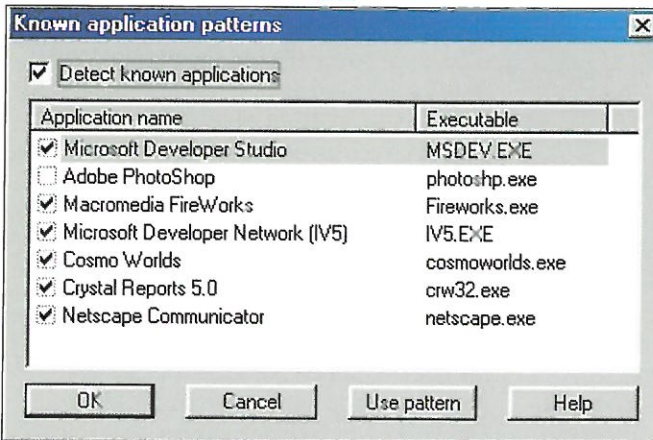 Known application patterns
Detect known applications
Application name Executable
Microsoft Developer Studio MSDEV.EXE
Adobe PhotoShop photoshp.exe
Macromedia FireWorks Fireworks.exe
Microsoft Developer Network (IV5) IV5.EXE
Cosmo Worlds cosmoworlds.exe
Crystal Reports 5.0 crw32.exe
Netscape Communicator netscape.exe
OK Cancel Use pattern Help